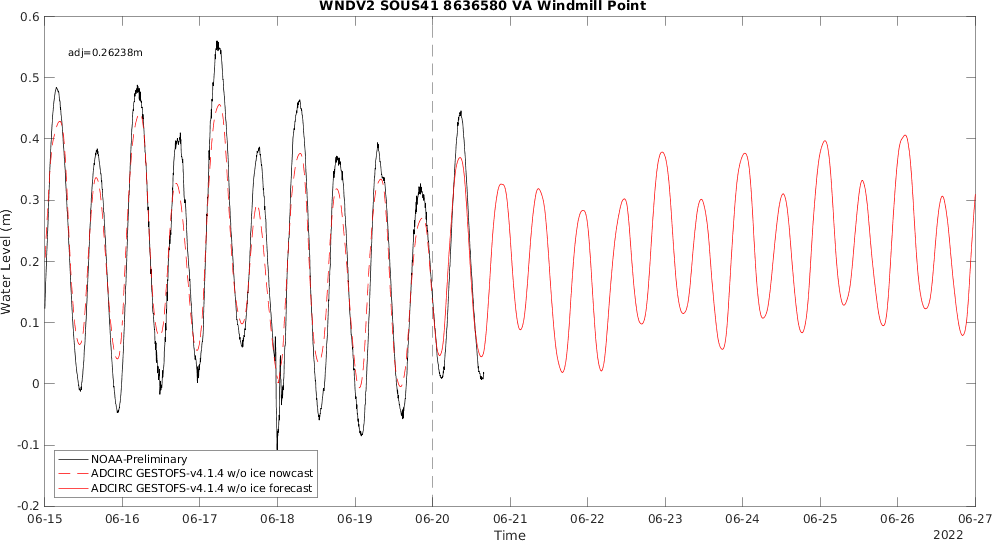 WNDV2 SOUS41 8636580 VA Windmill Point
0.6
0.5
0.4
0.3
0.2
0.1
0
-0.1
-0.2
Water Level (m)
adj=0.26238m
NOAA-Preliminary
ADCIRC GESTOFS-v4.1.4 w/o ice nowcast
ADCIRC GESTOFS-v4.1.4 w/o ice forecast
06-15 06-16 06-17 06-18 06-19 06-20 06-21 06-22 06-23 06-24 06-25 06-26 06-27
Time
2022